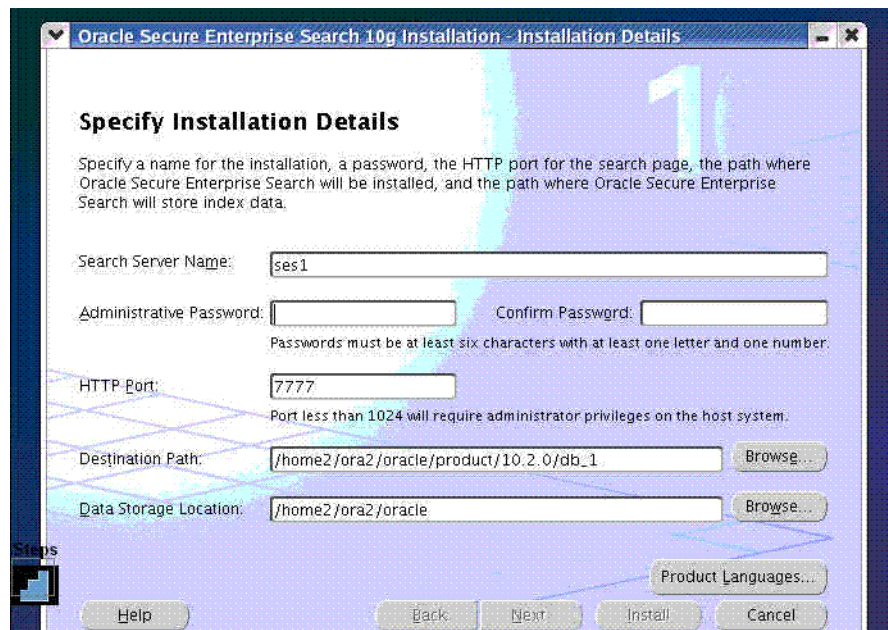 Oracle Secure Enterprise Search 10g Installation - Installation Details
Specify Installation Details
Specify a name for the installation, a password, the HTTP port for the search page, the path where
Oracle Secure Enterprise Search will be installed, and the path where Oracle Secure Enterprise
Search will store index data.
Search Server Name: ses1
Administrative Password: Confirm Password:
Passwords must be at least six characters with at least one letter and one number.
HTTP Port: 7777
Port less than 1024 will require administrator privileges on the host system.
Destination Path: /home2/ora2/oracle/product/10.2.0/db_1 Browse...
Data Storage Location: /home2/ora2/oracle Browse...
Steps
Product Languages...
Help Back Next Install Cancel